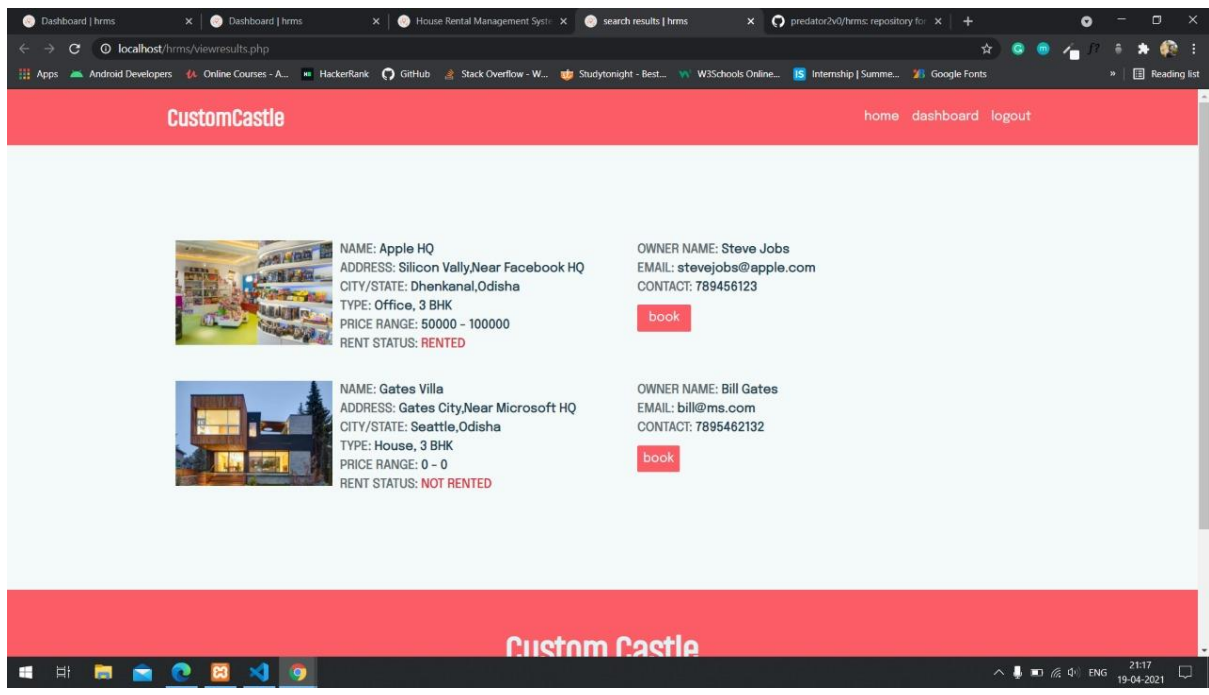 Dashboard | hrms
Dashboard | hrms
House Rental Management Syste
search results | hrms
predator2v0/hrms: repository for
localhost/hrms/viewresults.php
Apps
Android Developers
Online Courses - A...
HackerRank
GitHub
Stack Overflow - W...
Studytonight - Best...
W3Schools Online...
IS Internship | Summe...
Google Fonts
»
Reading list
CustomCastle
home dashboard logout
NAME: Apple HQ
ADDRESS: Silicon Vally,Near Facebook HQ
CITY/STATE: Dhenkanal,Odisha
TYPE: Office, 3 BHK
PRICE RANGE: 50000 - 100000
RENT STATUS: RENTED
OWNER NAME: Steve Jobs
EMAIL: stevejobs@apple.com
CONTACT: 789456123
book
NAME: Gates Villa
ADDRESS: Gates City,Near Microsoft HQ
CITY/STATE: Seattle,Odisha
TYPE: House, 3 BHK
PRICE RANGE: 0 - 0
RENT STATUS: NOT RENTED
OWNER NAME: Bill Gates
EMAIL: bill@ms.com
CONTACT: 7895462132
book
Custom Castle
ENG
21:17
19-04-2021